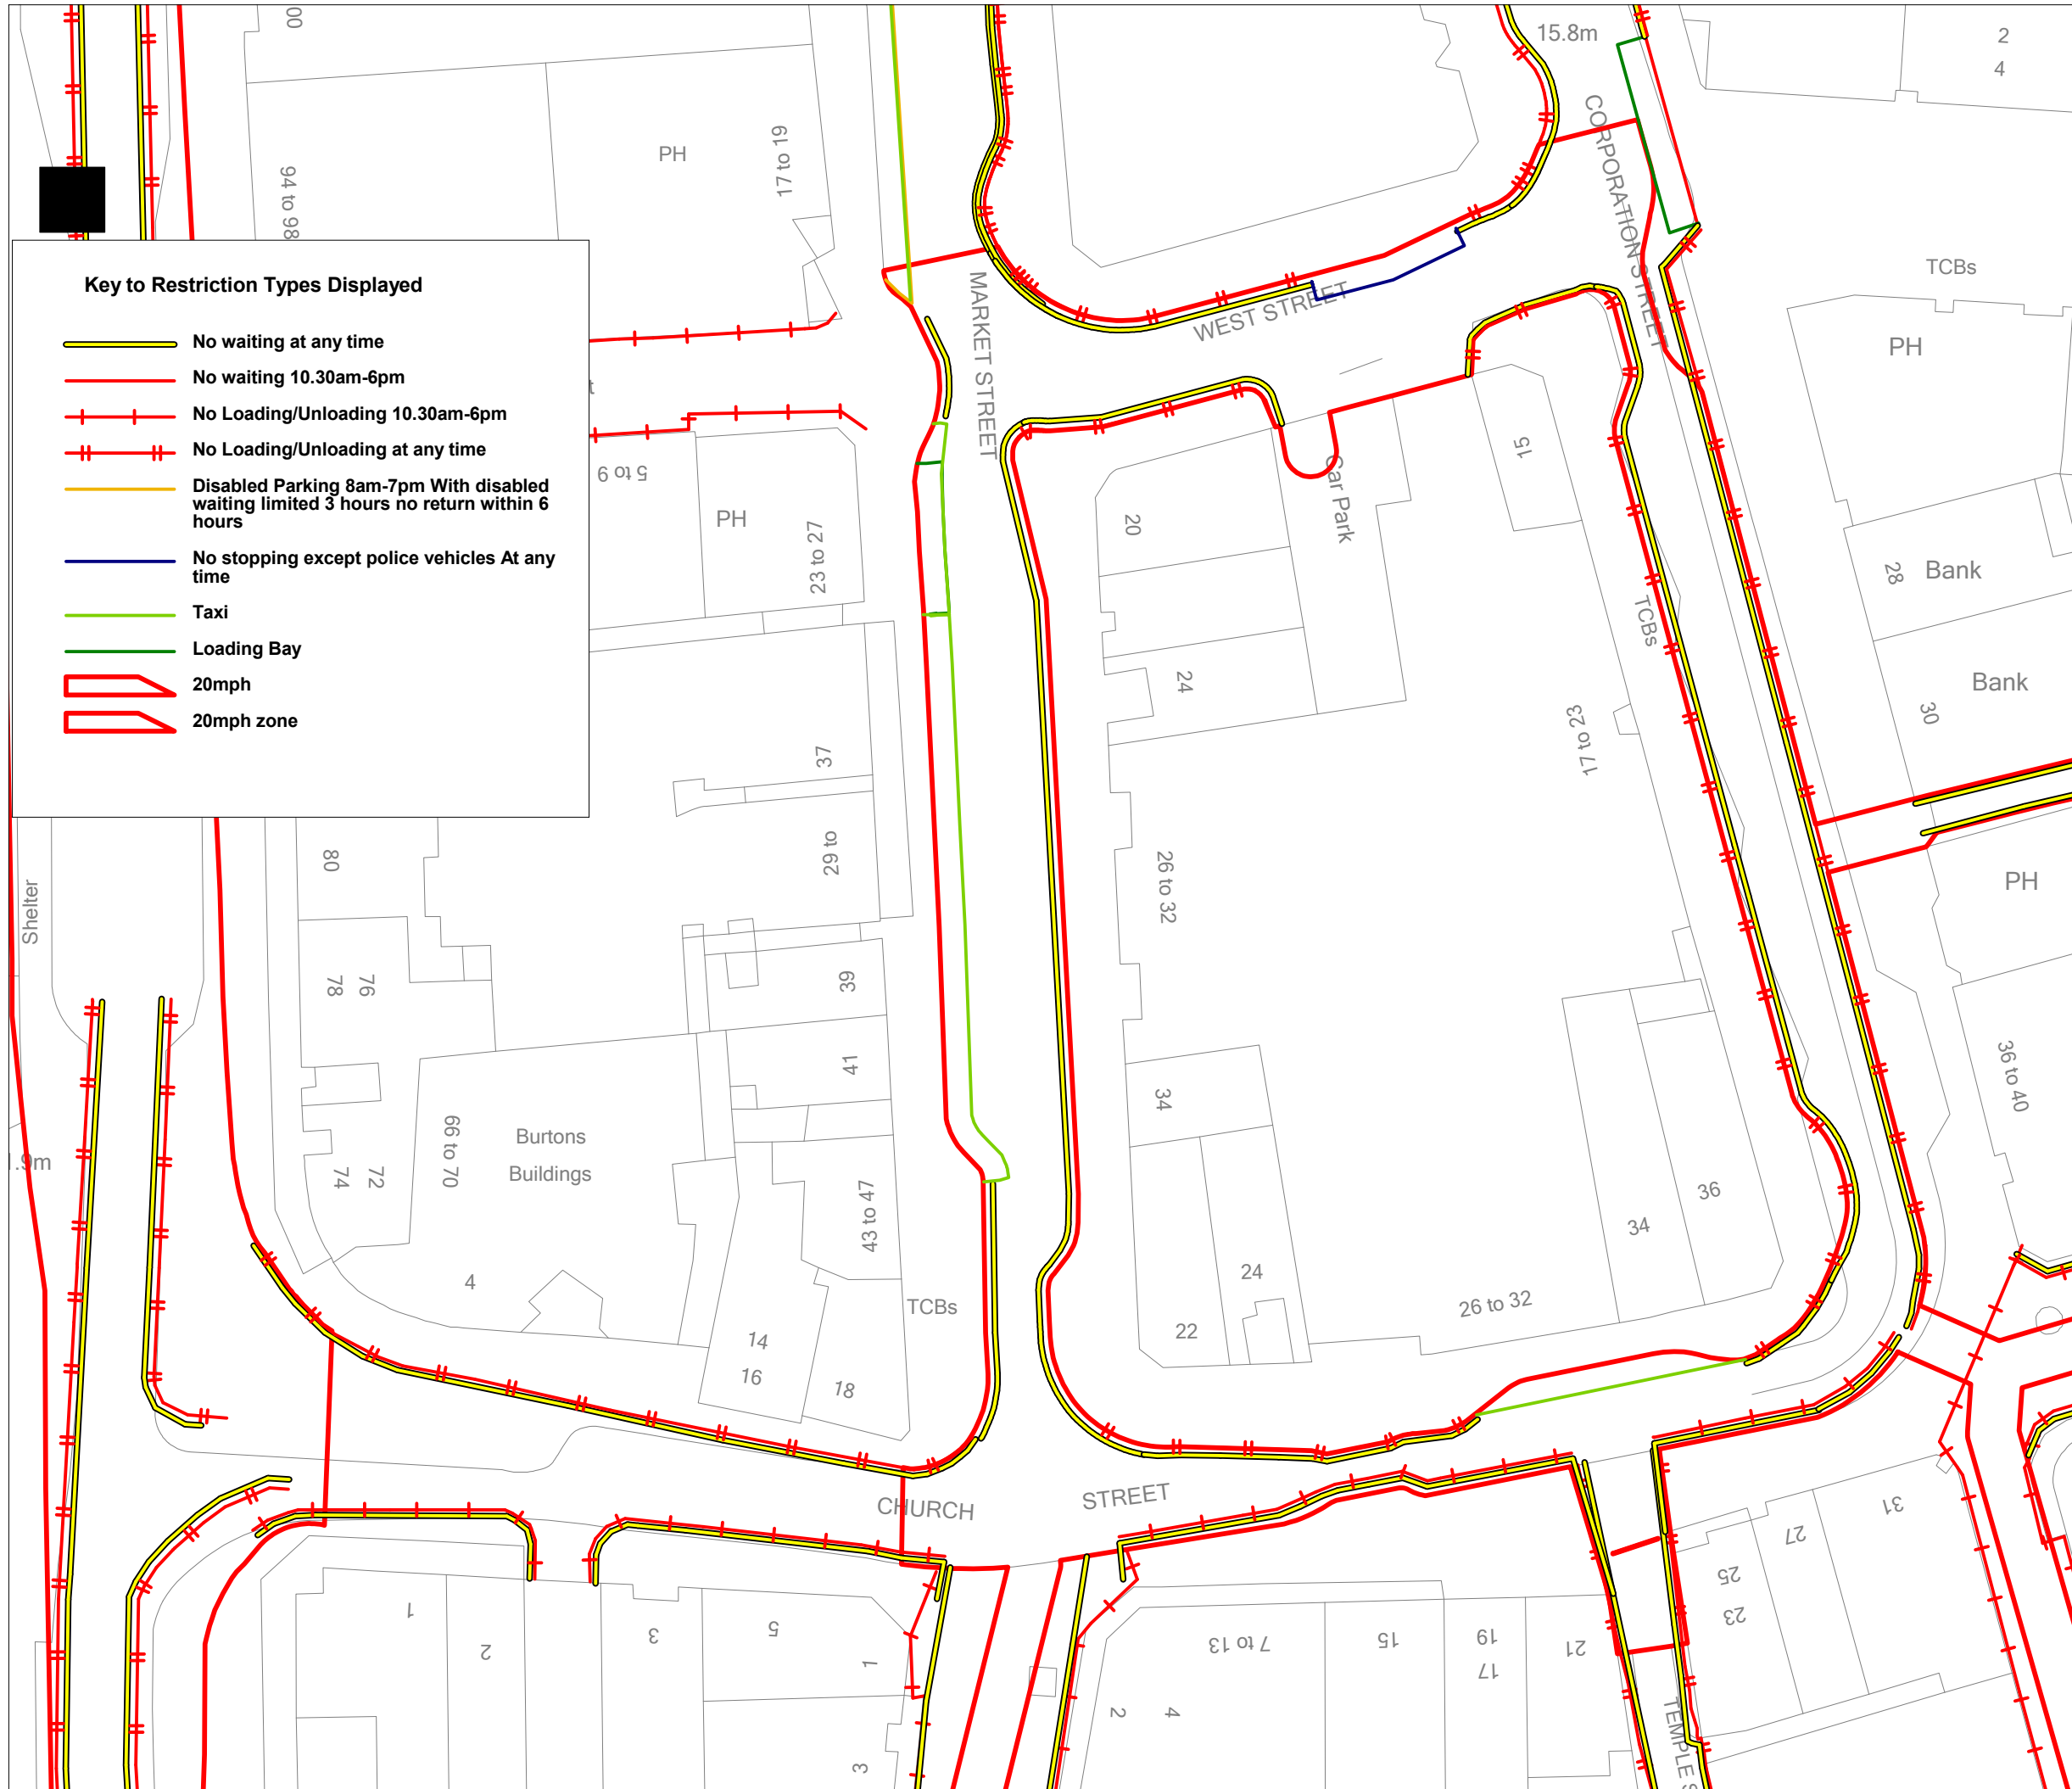 00
15.8m
2
4
PH
17 to 19
94 to 98
CORPORATION STREET
TCBs
Key to Restriction Types Displayed
No waiting at any time
No waiting 10.30am-6pm
No Loading/Unloading 10.30am-6pm
No Loading/Unloading at any time
Disabled Parking 8am-7pm With disabled
waiting limited 3 hours no return within 6
hours
No stopping except police vehicles At any
time
Taxi
Loading Bay
20mph
20mph zone
MARKET STREET
WEST STREET
PH
t
5 to 9
PH
23 to 27
20
Car Park
15
28
Bank
TCBs
24
Bank
30
37
17 to 23
80
29 to
26 to 32
PH
Shelter
78
76
39
41
34
36 to 40
66 to 70
Burtons
Buildings
1.9m
74
72
43 to 47
36
34
4
24
26 to 32
TCBs
22
14
16
18
CHURCH
STREET
31
27
25
23
1
2
3
5
1
7 to 13
15
19
17
21
2
4
3
TEMPLE S